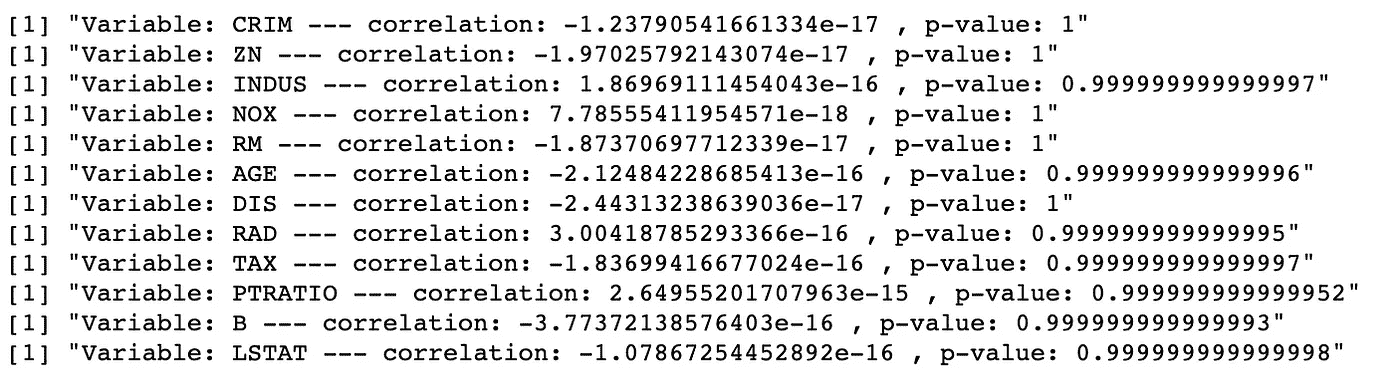 [1] "Variable: CRIM --- correlation: -1.23790541661334e-17 , p-value: 1"
[1] "Variable: ZN --- correlation: -1.97025792143074e-17 , p-value: 1"
[1] "Variable: INDUS --- correlation: 1.86969111454043e-16 , p-value: 0.999999999999997"
[1] "Variable: NOX --- correlation: 7.78555411954571e-18 , p-value: 1"
[1] "Variable: RM --- correlation: -1.87370697712339e-17 , p-value: 1"
[1] "Variable: AGE --- correlation: -2.12484228685413e-16 , p-value: 0.999999999999996"
[1] "Variable: DIS --- correlation: -2.44313238639036e-17 , p-value: 1"
[1] "Variable: RAD --- correlation: 3.00418785293366e-16 , p-value: 0.999999999999995"
[1] "Variable: TAX --- correlation: -1.83699416677024e-16 , p-value: 0.999999999999997"
[1] "Variable: PTRATIO --- correlation: 2.64955201707963e-15 , p-value: 0.999999999999952"
[1] "Variable: B --- correlation: -3.77372138576403e-16 , p-value: 0.999999999999993"
[1] "Variable: LSTAT --- correlation: -1.07867254452892e-16 , p-value: 0.999999999999998"